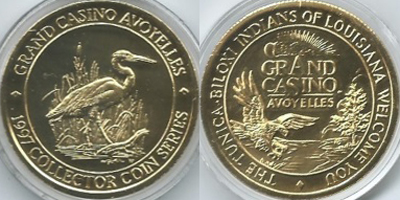 GRAND CASINO AVOYELLES
1997 COLLECTOR COIN SERIES
THE TUNICA-BILOXI INDIANS OF LOUISIANA WELCOME YOU
GRAND
CASINO
AVOYELLES